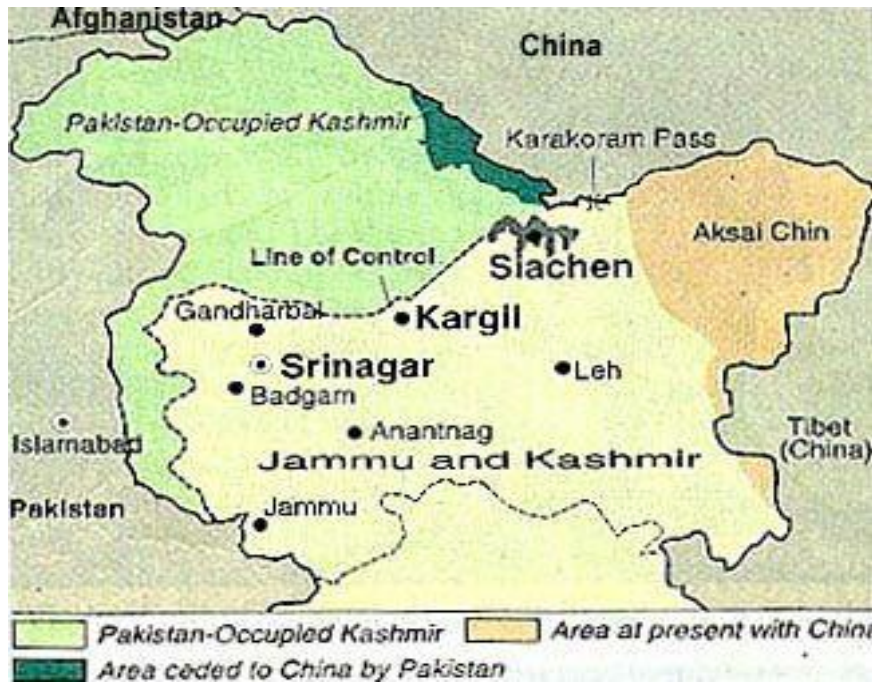 Afghanistan
China
Pakistan-Occupied Kashmir
Karakoram Pass
Aksai Chin
Line of Control
Siachen
Gandharbal
Kargil
Srinagar
Leh
Badgam
Islamabad
Anantnag
Tibet
(China)
Jammu and Kashmir
Pakistan
Jammu
Pakistan-Occupied Kashmir
Area at present with China
Area ceded to China by Pakistan